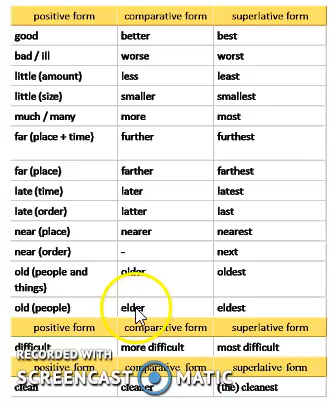 positive form comparative form superlative form
good better best
bad / ill worse worst
little (amount) less least
little (size) smaller smallest
much / many more most
far (place + time) further furthest
far (place) farther farthest
late (time) later latest
late (order) latter last
near (place) nearer nearest
near (order) - next
old (people and older oldest
things)
old (people) elder eldest
positive form comparative form superlative form
difficult more difficult most difficult
RECORDED WITH
positive form comparative form superlative form
SCREENCAST MATIC
clean cleaner (the) cleanest